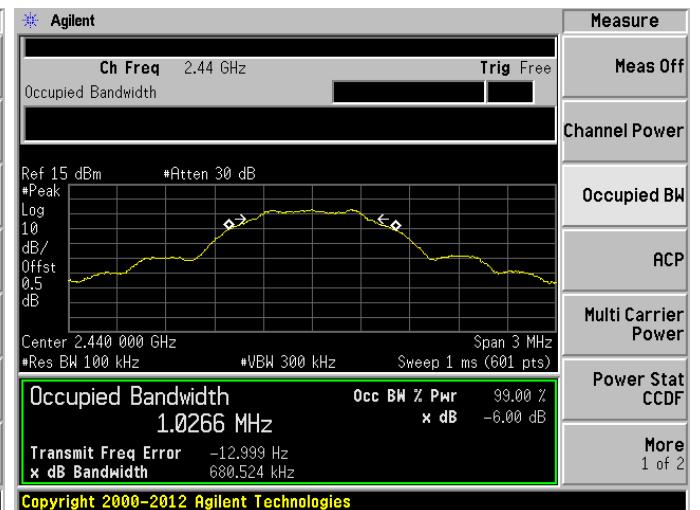 Agilent
Measure
Ch Freq 2.44 GHz Trig Free
Meas Off
Occupied Bandwidth
Channel Power
Ref 15 dBm #Atten 30 dB
#Peak
Log
10
dB/
Offst
0.5
dB
Occupied BW
ACP
Multi Carrier
Power
Center 2.440 000 GHz Span 3 MHz
#Res BW 100 kHz #VBW 300 kHz Sweep 1 ms (601 pts)
Power Stat
CCDF
Occupied Bandwidth Occ BW % Pwr 99.00 %
1.0266 MHz x dB -6.00 dB
Transmit Freq Error -12.999 Hz
x dB Bandwidth 680.524 kHz
More
1 of 2
Copyright 2000-2012 Agilent Technologies